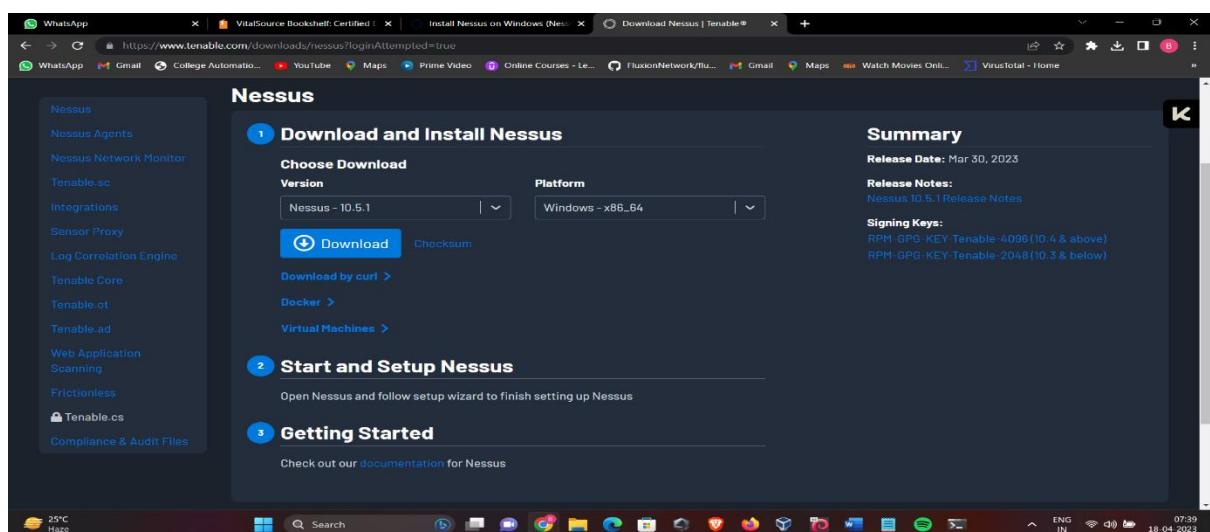 WhatsApp
VitalSource Bookshelf: Certified
Install Nessus on Windows (Ness
Download Nessus | Tenable®
https://www.tenable.com/downloads/nessus?loginAttempted=true
B
WhatsApp Gmail College Automatio... YouTube Maps Prime Video Online Courses - Le... FluxionNetwork/flu... Gmail Maps Watch Movies Onli... VirusTotal - Home
Nessus
Nessus Agents
Nessus Network Monitor
Tenable.sc
Integrations
Sensor Proxy
Log Correlation Engine
Tenable Core
Tenable.ot
Tenable.ad
Web Application
Scanning
Frictionless
Tenable.cs
Compliance & Audit Files
Nessus
1 Download and Install Nessus
Choose Download
Version Platform
Nessus - 10.5.1 Windows - x86_64
Download Checksum
Download by curl
Docker
Virtual Machines
2 Start and Setup Nessus
Open Nessus and follow setup wizard to finish setting up Nessus
3 Getting Started
Check out our documentation for Nessus
Summary
Release Date: Mar 30, 2023
Release Notes:
Nessus 10.5.1 Release Notes
Signing Keys:
RPM-GPG-KEY-Tenable-4096 (10.4 & above)
RPM-GPG-KEY-Tenable-2048 (10.3 & below)
K
25°C
Haze
Search
ENG
IN
07:39
18-04-2023